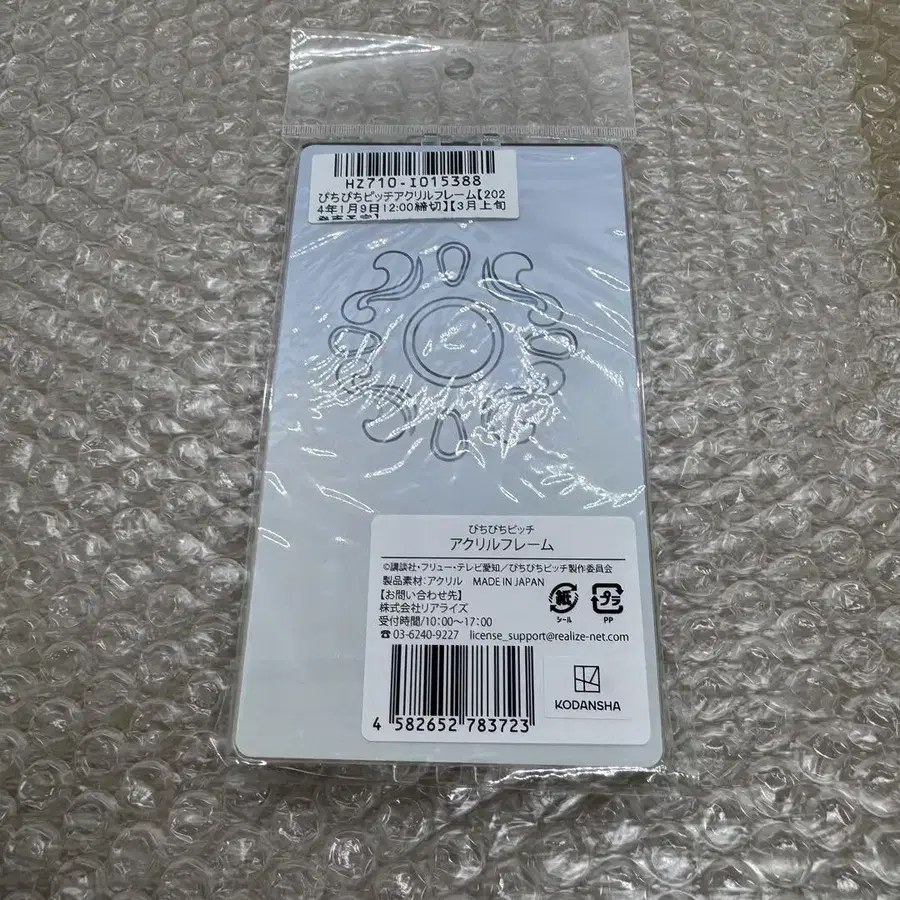 HZ710-I015388
ぴちぴちピッチアクリルフレーム【202
4年1月9日12:00締切】【3月上旬
発売予定】
ぴちぴちピッチ
アクリルフレーム
©講談社・フリュー・テレビ愛知／ぴちぴちピッチ製作委員会
製品素材：アクリル MADE IN JAPAN
【お問い合わせ先】
株式会社リアライズ
受付時間/10:00～17:00
☎03-6240-9227 license_support@realize-net.com
紙
シール
プラ
PP
4 582652 783723
KODANSHA